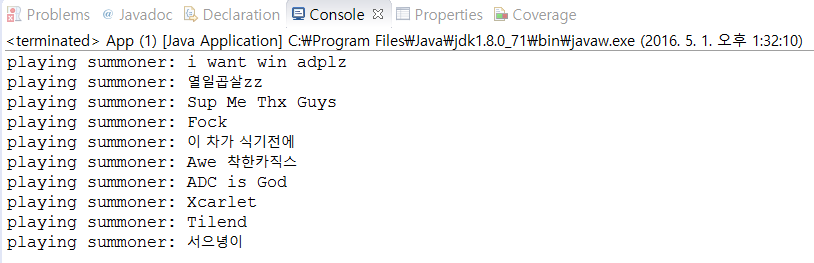 Problems Javadoc Declaration Console Properties Coverage
<terminated> App (1) [Java Application] C:₩Program Files₩Java₩jdk1.8.0_71₩bin₩javaw.exe (2016. 5. 1. 오후 1:32:10)
playing summoner: i want win adplz
playing summoner: 열일곱살zz
playing summoner: Sup Me Thx Guys
playing summoner: Fock
playing summoner: 이 차가 식기전에
playing summoner: Awe 착한카직스
playing summoner: ADC is God
playing summoner: Xcarlet
playing summoner: Tilend
playing summoner: 서으녕이